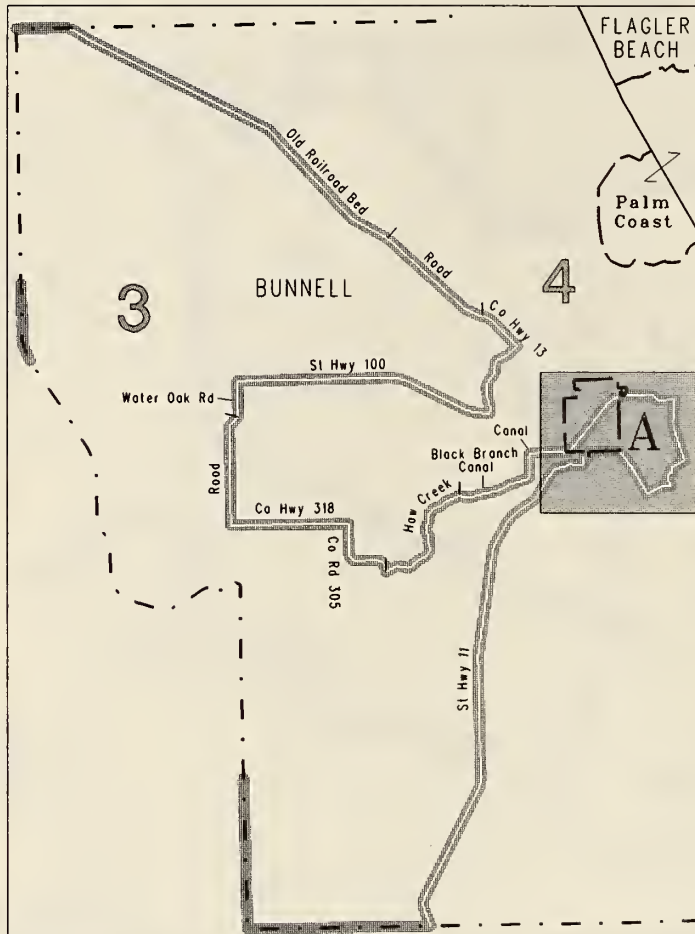 FLAGLER
BEACH
Palm
Coast
Old Railroad Bed
Road
Co Hwy 13
4
3
BUNNELL
St Hwy 100
Water Oak Rd
Road
Canal
Black Branch
Canal
Haw Creek
A
Co Hwy 318
Co Rd 305
St Hwy 11